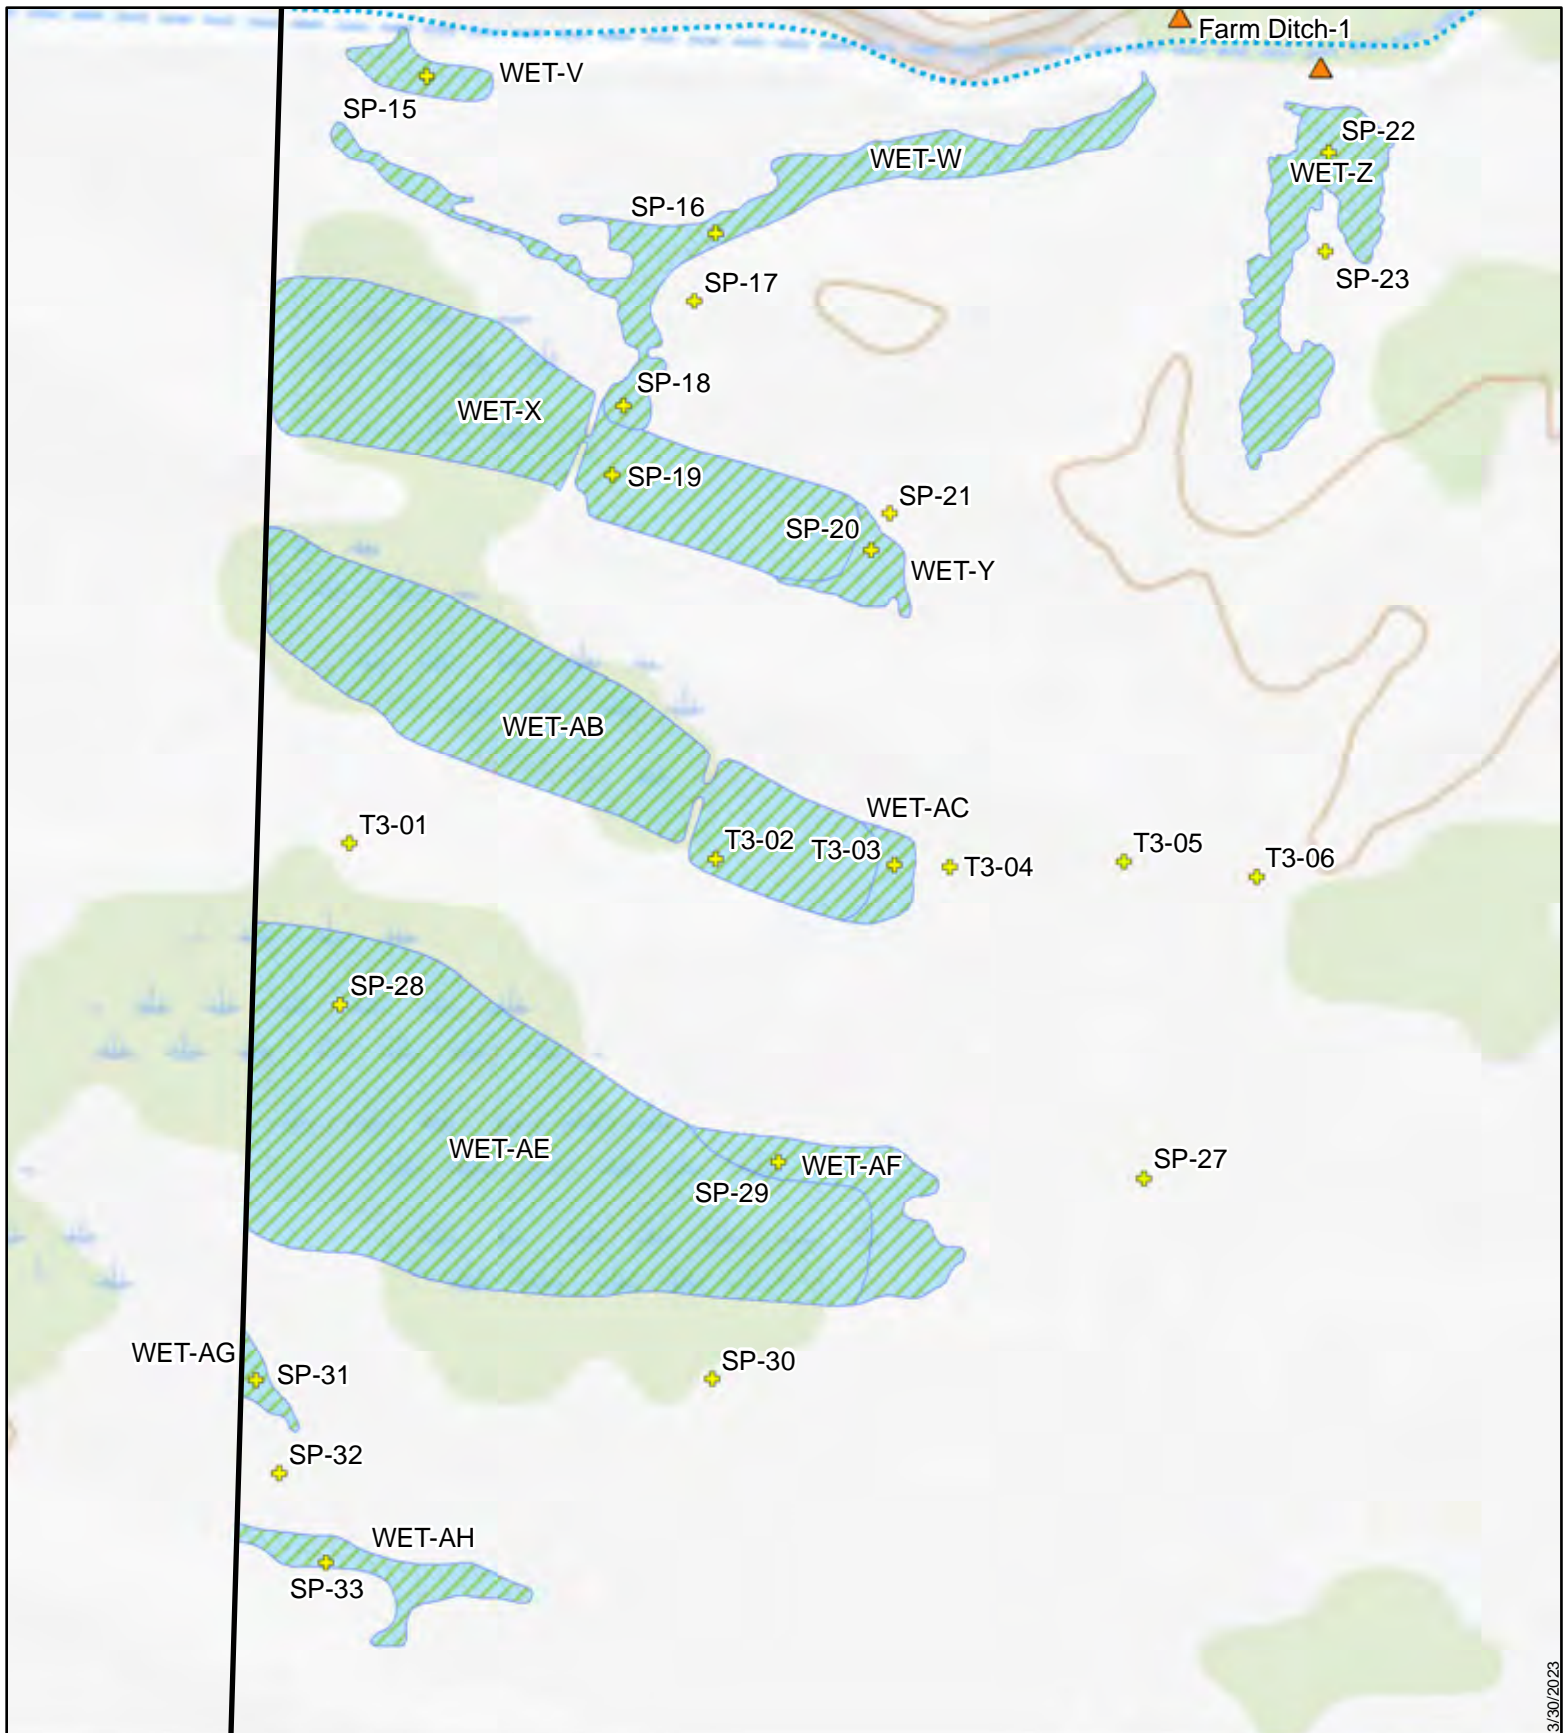 Farm Ditch-1
WET-V
SP-15
SP-22
WET-W
WET-Z
SP-16
SP-23
SP-17
SP-18
WET-X
SP-19
SP-21
SP-20
WET-Y
WET-AB
WET-AC
T3-01
T3-02
T3-03
T3-04
T3-05
T3-06
SP-28
WET-AE
WET-AF
SP-27
SP-29
WET-AG
SP-31
SP-30
SP-32
WET-AH
SP-33
3/30/2023